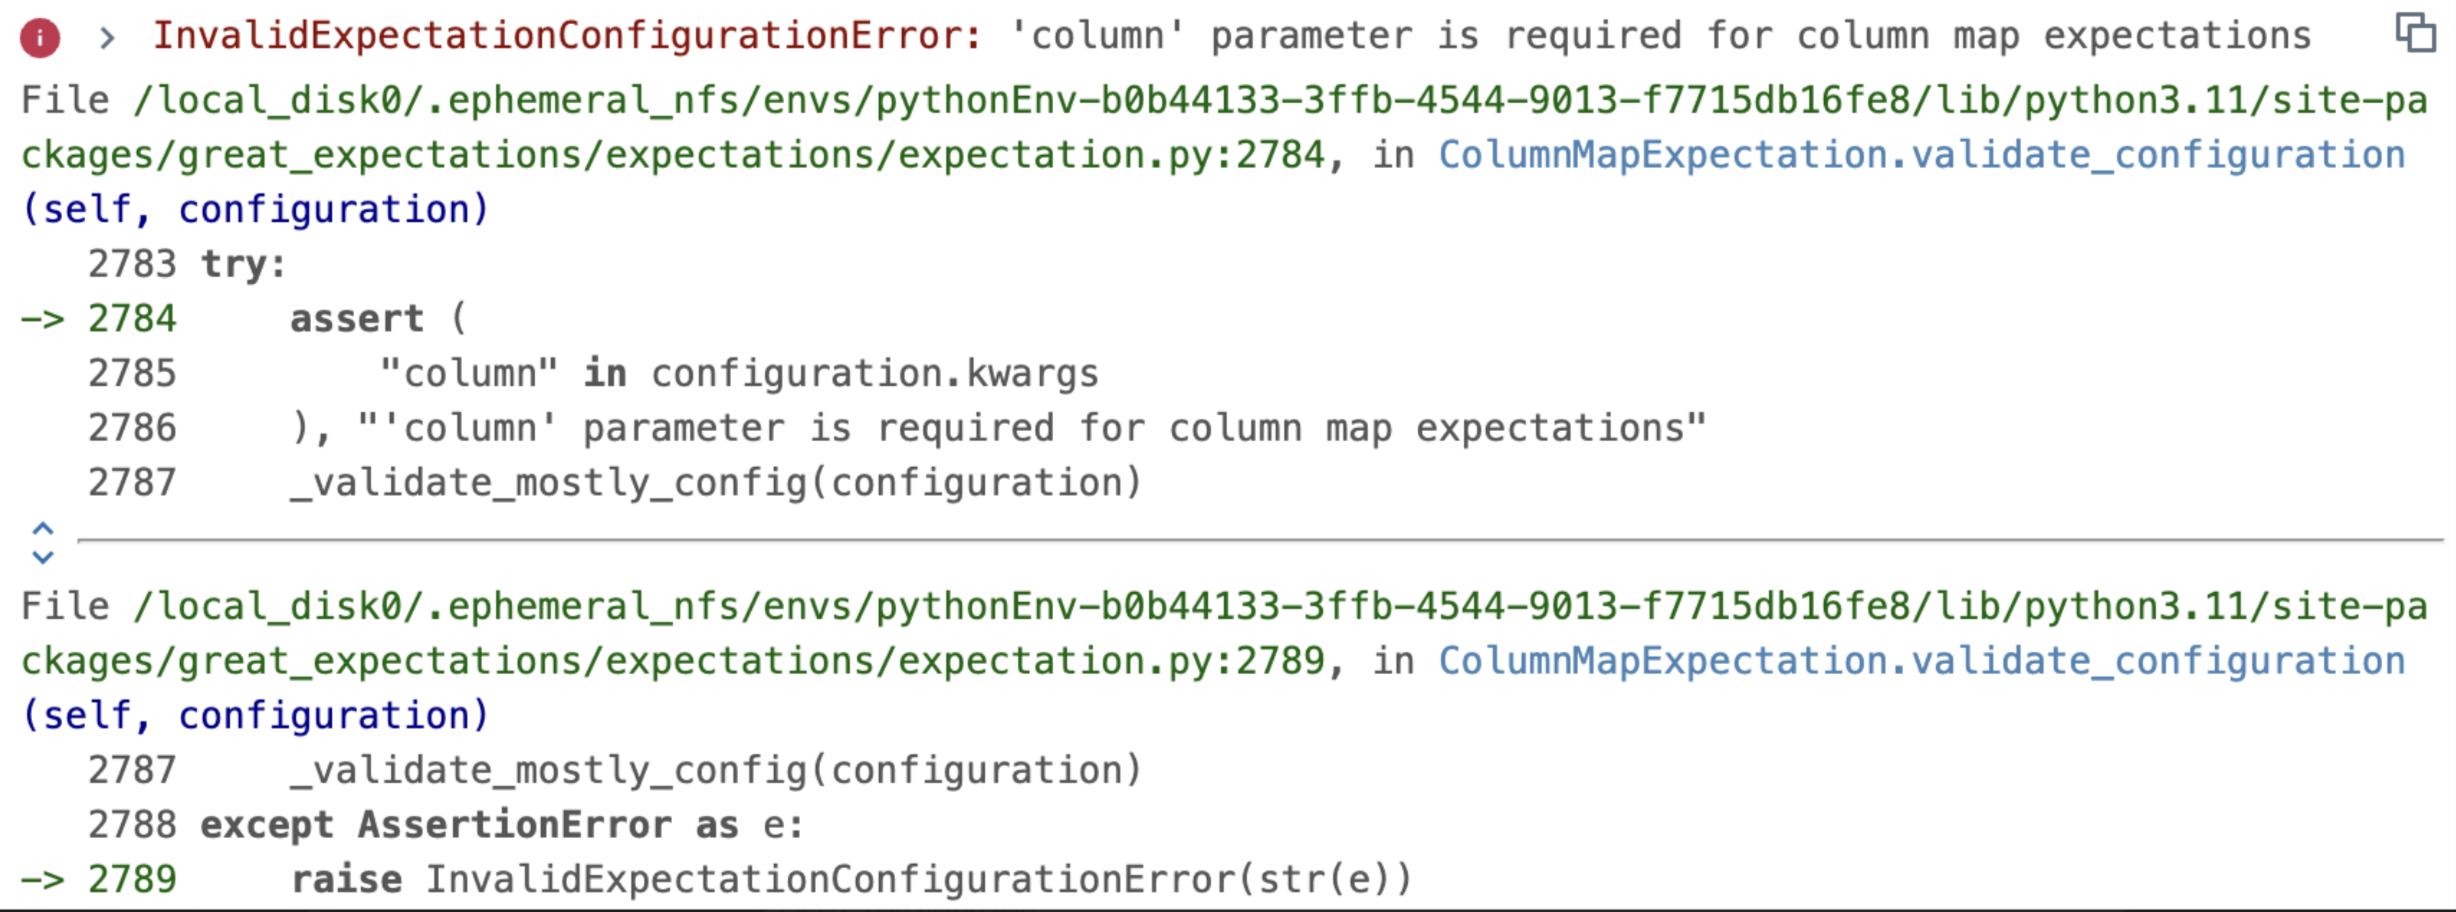 InvalidExpectationConfigurationError: 'column' parameter is required for column map expectations
File /local_disk0/.ephemeral_nfs/envs/pythonEnv-b0b44133-3ffb-4544-9013-f7715db16fe8/lib/python3.11/site-pa
ckages/great_expectations/expectations/expectation.py:2784, in ColumnMapExpectation.validate_configuration
(self, configuration)
   2783 try:
-> 2784     assert (
   2785         "column" in configuration.kwargs
   2786     ), "'column' parameter is required for column map expectations"
   2787     _validate_mostly_config(configuration)
File /local_disk0/.ephemeral_nfs/envs/pythonEnv-b0b44133-3ffb-4544-9013-f7715db16fe8/lib/python3.11/site-pa
ckages/great_expectations/expectations/expectation.py:2789, in ColumnMapExpectation.validate_configuration
(self, configuration)
   2787     _validate_mostly_config(configuration)
   2788 except AssertionError as e:
-> 2789     raise InvalidExpectationConfigurationError(str(e))